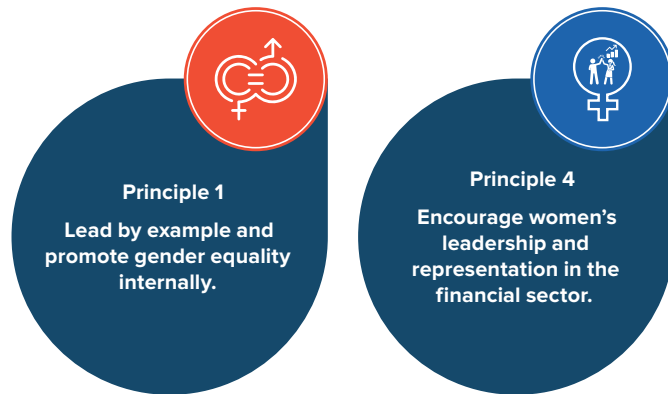 Principle 1
Lead by example and
promote gender equality
internally.
Principle 4
Encourage women’s
leadership and
representation in the
financial sector.